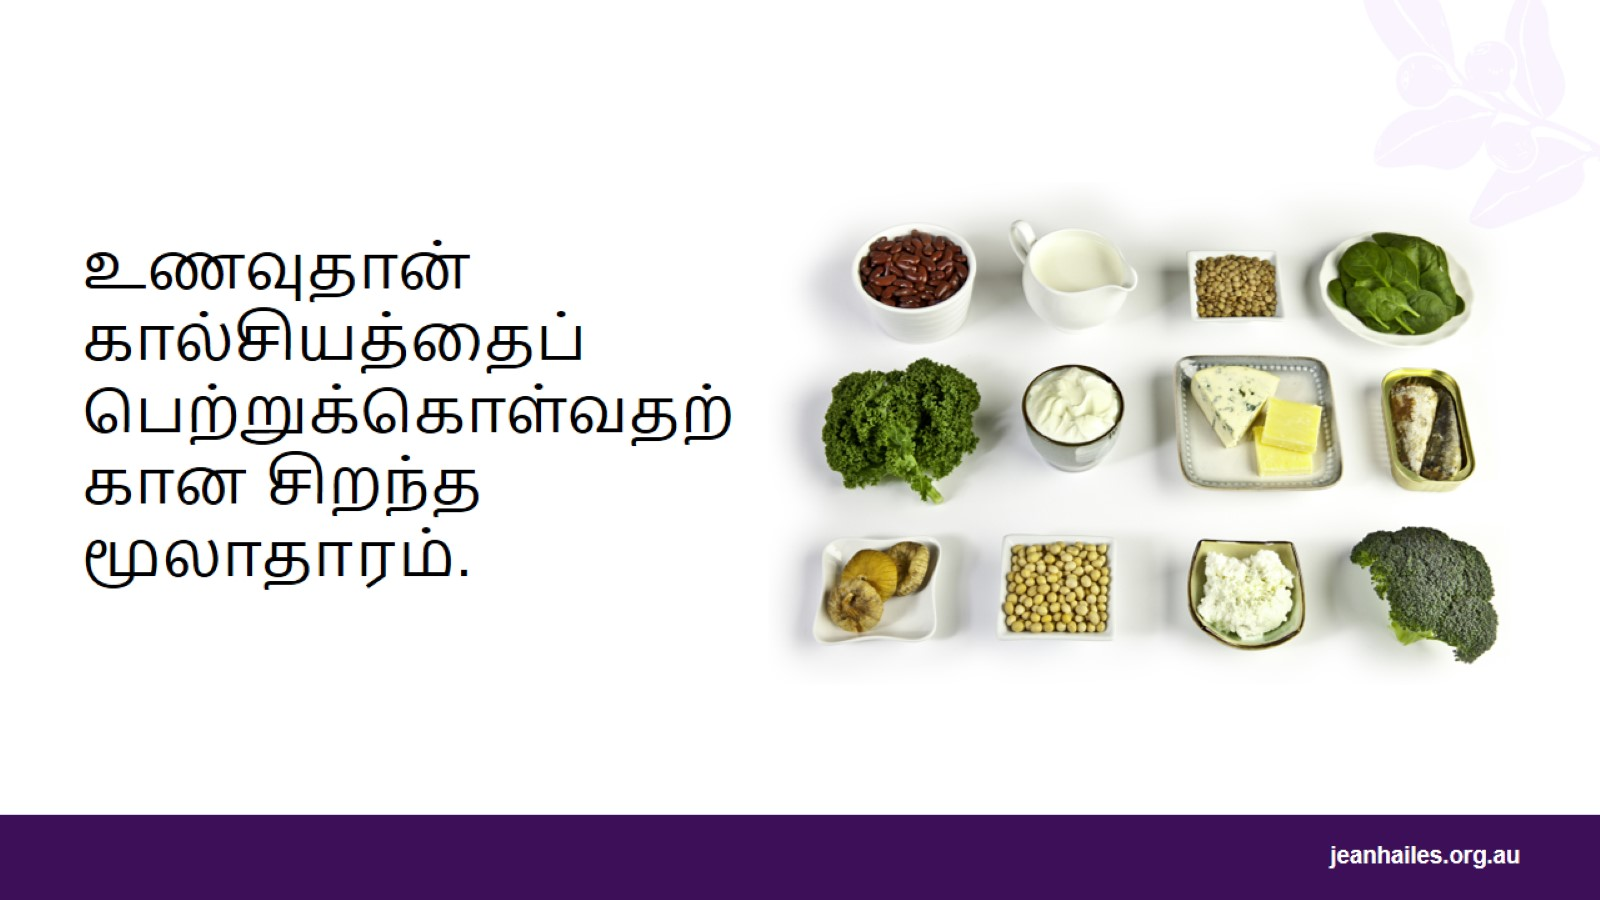 உணவுதான்
கால்சியத்தைப்
பெற்றுக்கொள்வதற்
கான சிறந்த
மூலாதாரம்.
jeanhailes.org.au